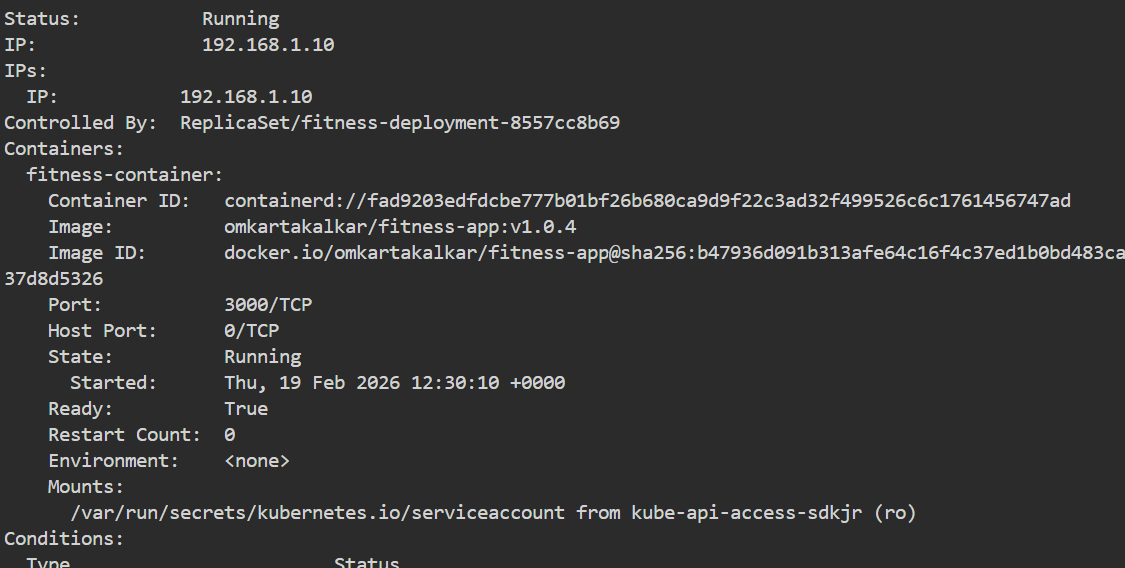 Status:           Running
IP:               192.168.1.10
IPs:
  IP:           192.168.1.10
Controlled By:  ReplicaSet/fitness-deployment-8557cc8b69
Containers:
  fitness-container:
    Container ID:   containerd://fad9203edfdcbe777b01bf26b680ca9d9f22c3ad32f499526c6c1761456747ad
    Image:          omkartakalkar/fitness-app:v1.0.4
    Image ID:       docker.io/omkartakalkar/fitness-app@sha256:b47936d091b313afe64c16f4c37ed1b0bd483ca
37d8d5326
    Port:           3000/TCP
    Host Port:      0/TCP
    State:          Running
      Started:      Thu, 19 Feb 2026 12:30:10 +0000
    Ready:          True
    Restart Count:  0
    Environment:    <none>
    Mounts:
      /var/run/secrets/kubernetes.io/serviceaccount from kube-api-access-sdkjr (ro)
Conditions:
  Type                        Status